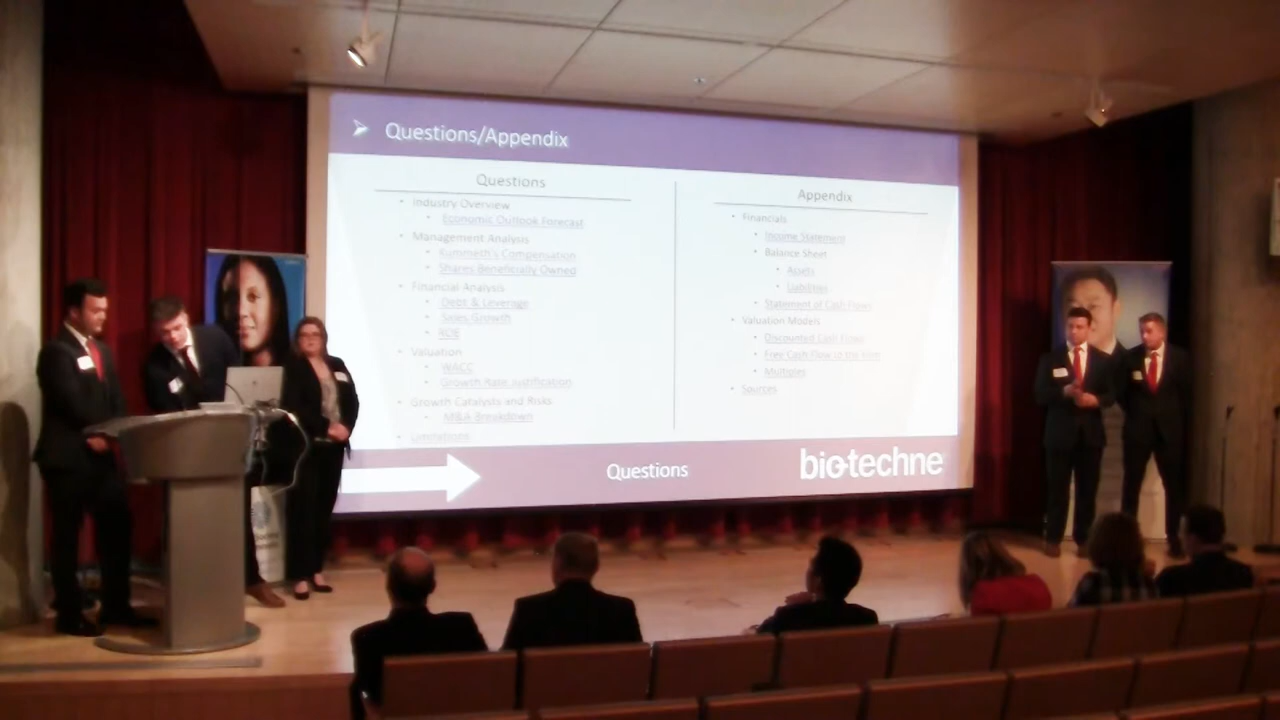 Questions/Appendix
Questions
Industry Overview
Economic Outlook Forecast
Management Analysis
Kummeth's Compensation
Shares Beneficially Owned
Financial Analysis
Debt & Leverage
Sales Growth
ROE
Valuation
WACC
Growth Rate Justification
Growth Catalysts and Risks
M&A Breakdown
Limitations
Appendix
Financials
Income Statement
Balance Sheet
Assets
Liabilities
Statement of Cash Flows
Valuation Models
Discounted Cash Flows
Free Cash Flow to the Firm
Multiples
Sources
Questions
bio-techne